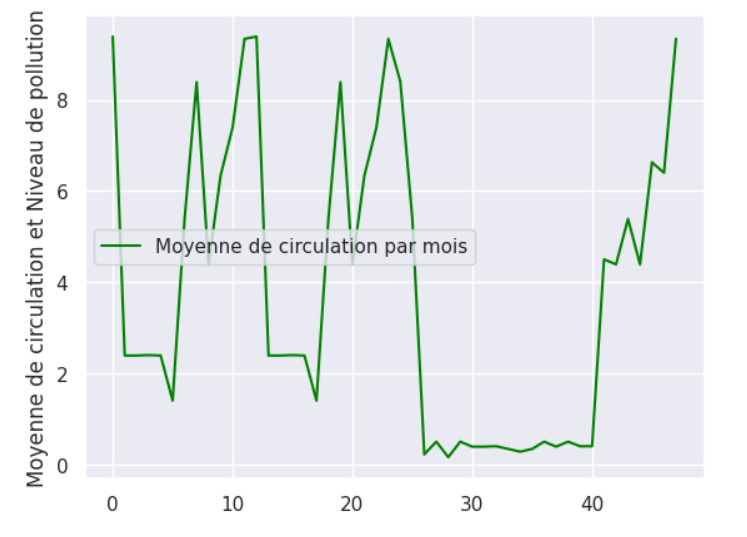 Moyenne de circulation et Niveau de pollution
8
6
4
2
0
Moyenne de circulation par mois
0 10 20 30 40